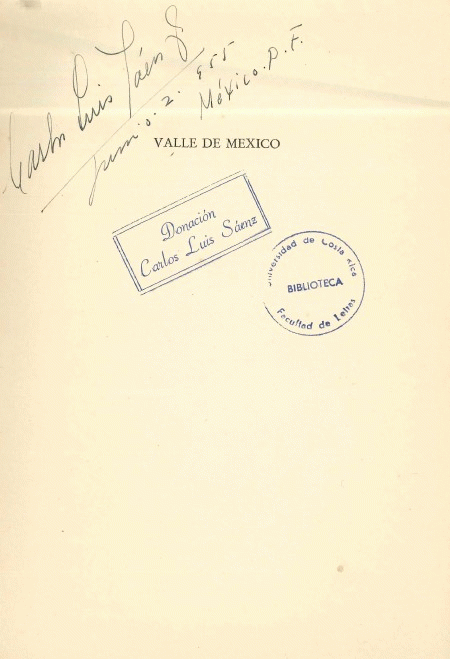 Carlos Luis Sáenz
Junio. 2. 955
México. D. F.
VALLE DE MEXICO
Donación
Carlos Luis Sáenz
Universidad de Costa Rica
BIBLIOTECA
Facultad de Letras